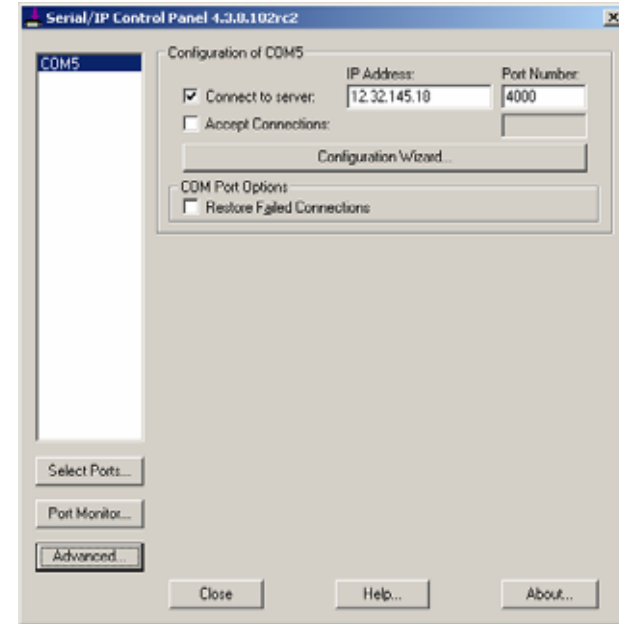 Serial/IP Control Panel 4.3.0.102rc2
COM5
Configuration of COM5
IP Address: Port Number:
Connect to server: 12.32.145.18 4000
Accept Connections:
Configuration Wizard...
COM Port Options
Restore Failed Connections
Select Ports...
Port Monitor...
Advanced...
Close Help... About...